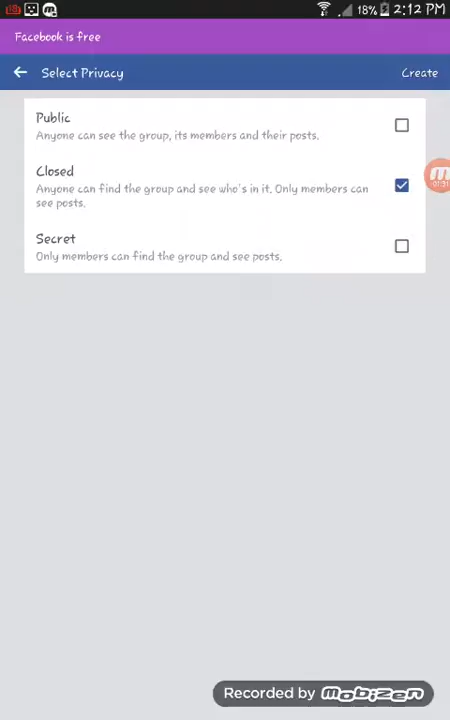 18% 2:12 PM
Facebook is free
Select Privacy Create
Public
Anyone can see the group, its members and their posts.
Closed
Anyone can find the group and see who's in it. Only members can
see posts.
Secret
Only members can find the group and see posts.
Recorded by Mobizen